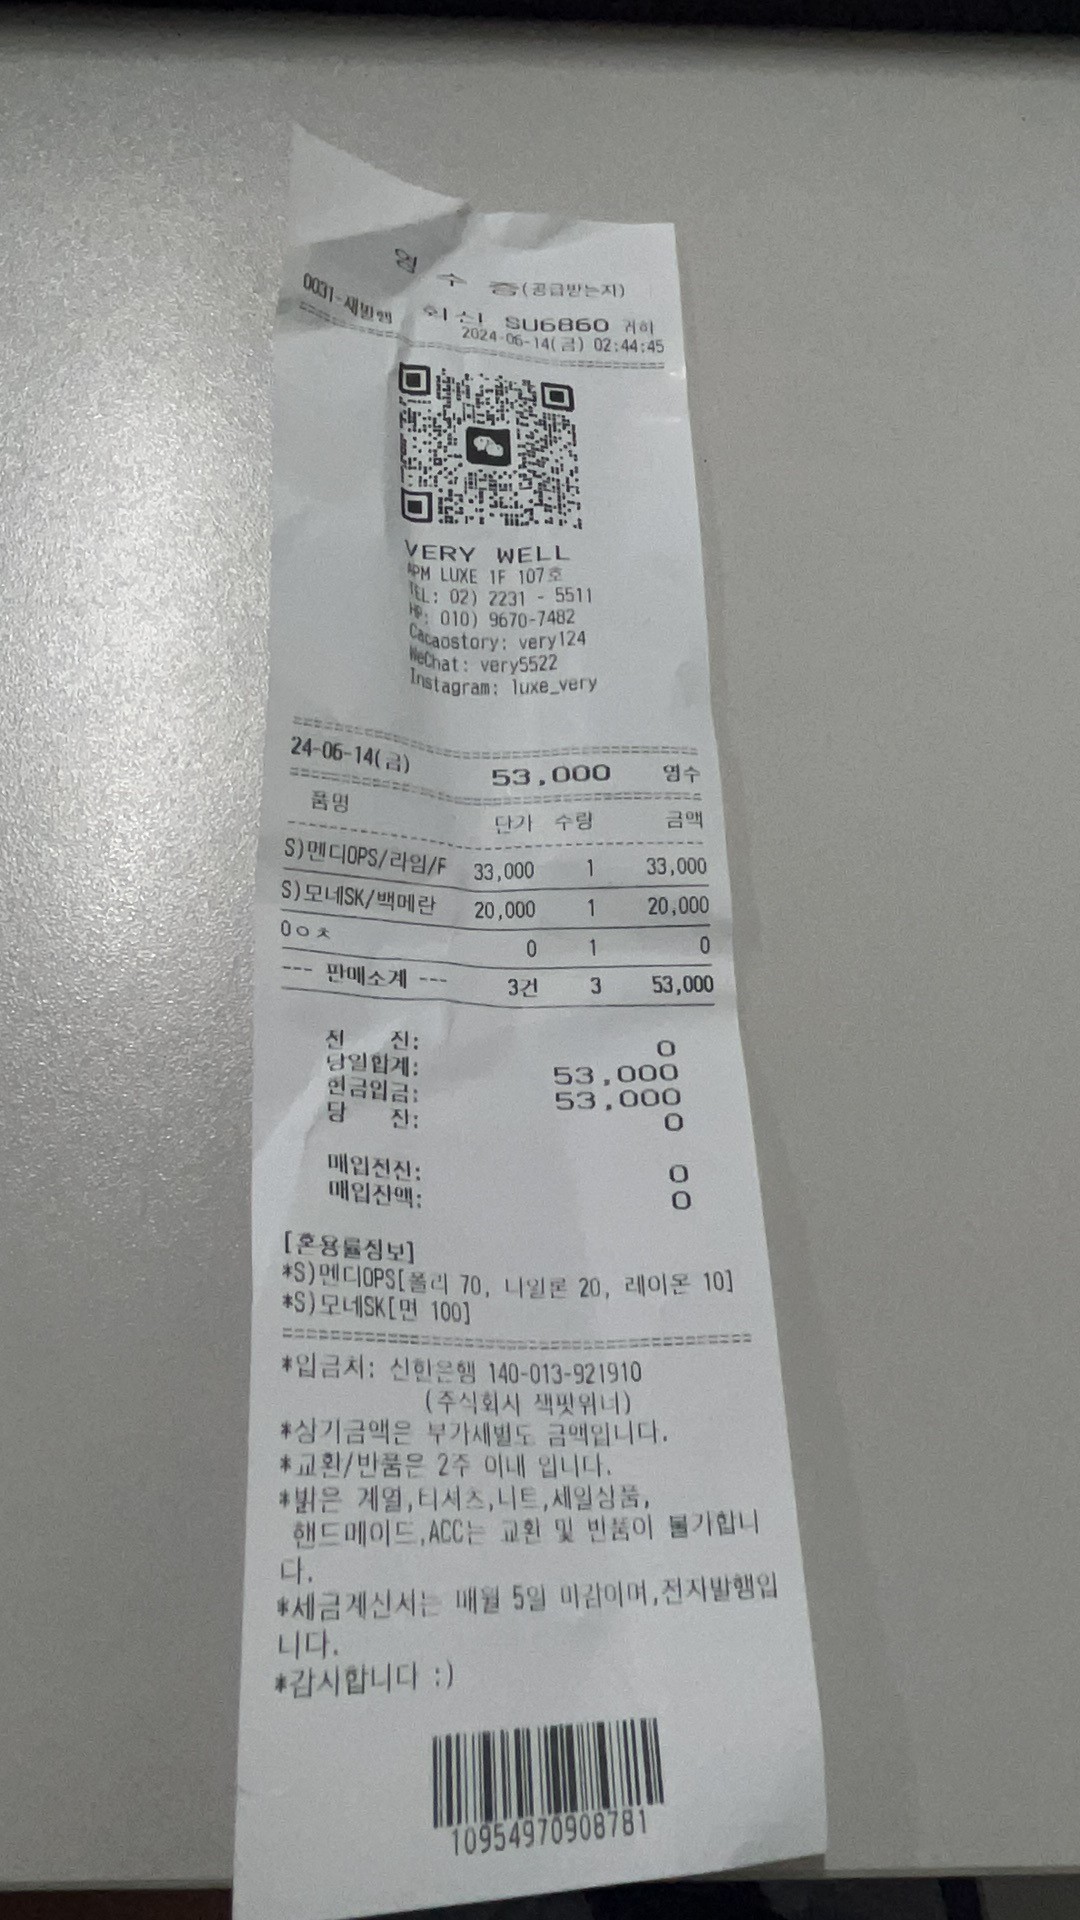 영 수 증(공급받는자)
0031-재발행 회신 SU6860 귀하
2024-06-14(금) 02:44:45
VERY WELL
APM LUXE 1F 107호
TEL: 02) 2231 - 5511
HP: 010) 9670-7482
Cacaostory: very124
WeChat: very5522
Instagram: luxe_very
24-06-14(금) 53,000 영수
품명 단가 수량 금액
S)멘디OPS/라임/F 33,000 1 33,000
S)모네SK/백메란 20,000 1 20,000
0ㅇㅊ 0 1 0
--- 판매소계 --- 3건 3 53,000
전 잔: 0
당일합계: 53,000
현금입금: 53,000
당 잔: 0
매입전잔: 0
매입잔액: 0
[혼용률정보]
*S)멘디OPS[폴리 70, 나일론 20, 레이온 10]
*S)모네SK[면 100]
*입금처: 신한은행 140-013-921910
(주식회사 잭팟위너)
*상기금액은 부가세별도 금액입니다.
*교환/반품은 2주 이내 입니다.
*밝은 계열,티셔츠,니트,세일상품,
핸드메이드,ACC는 교환 및 반품이 불가합니
다.
*세금계산서는 매월 5일 마감이며,전자발행입
니다.
*감사합니다 :)
10954970908781